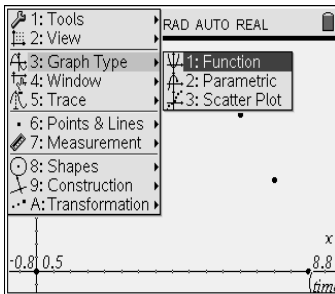 1: Tools
2: View
3: Graph Type
4: Window
5: Trace
6: Points & Lines
7: Measurement
8: Shapes
9: Construction
A: Transformation
RAD AUTO REAL
1: Function
2: Parametric
3: Scatter Plot
x
-0.8 0.5 8.8
(time